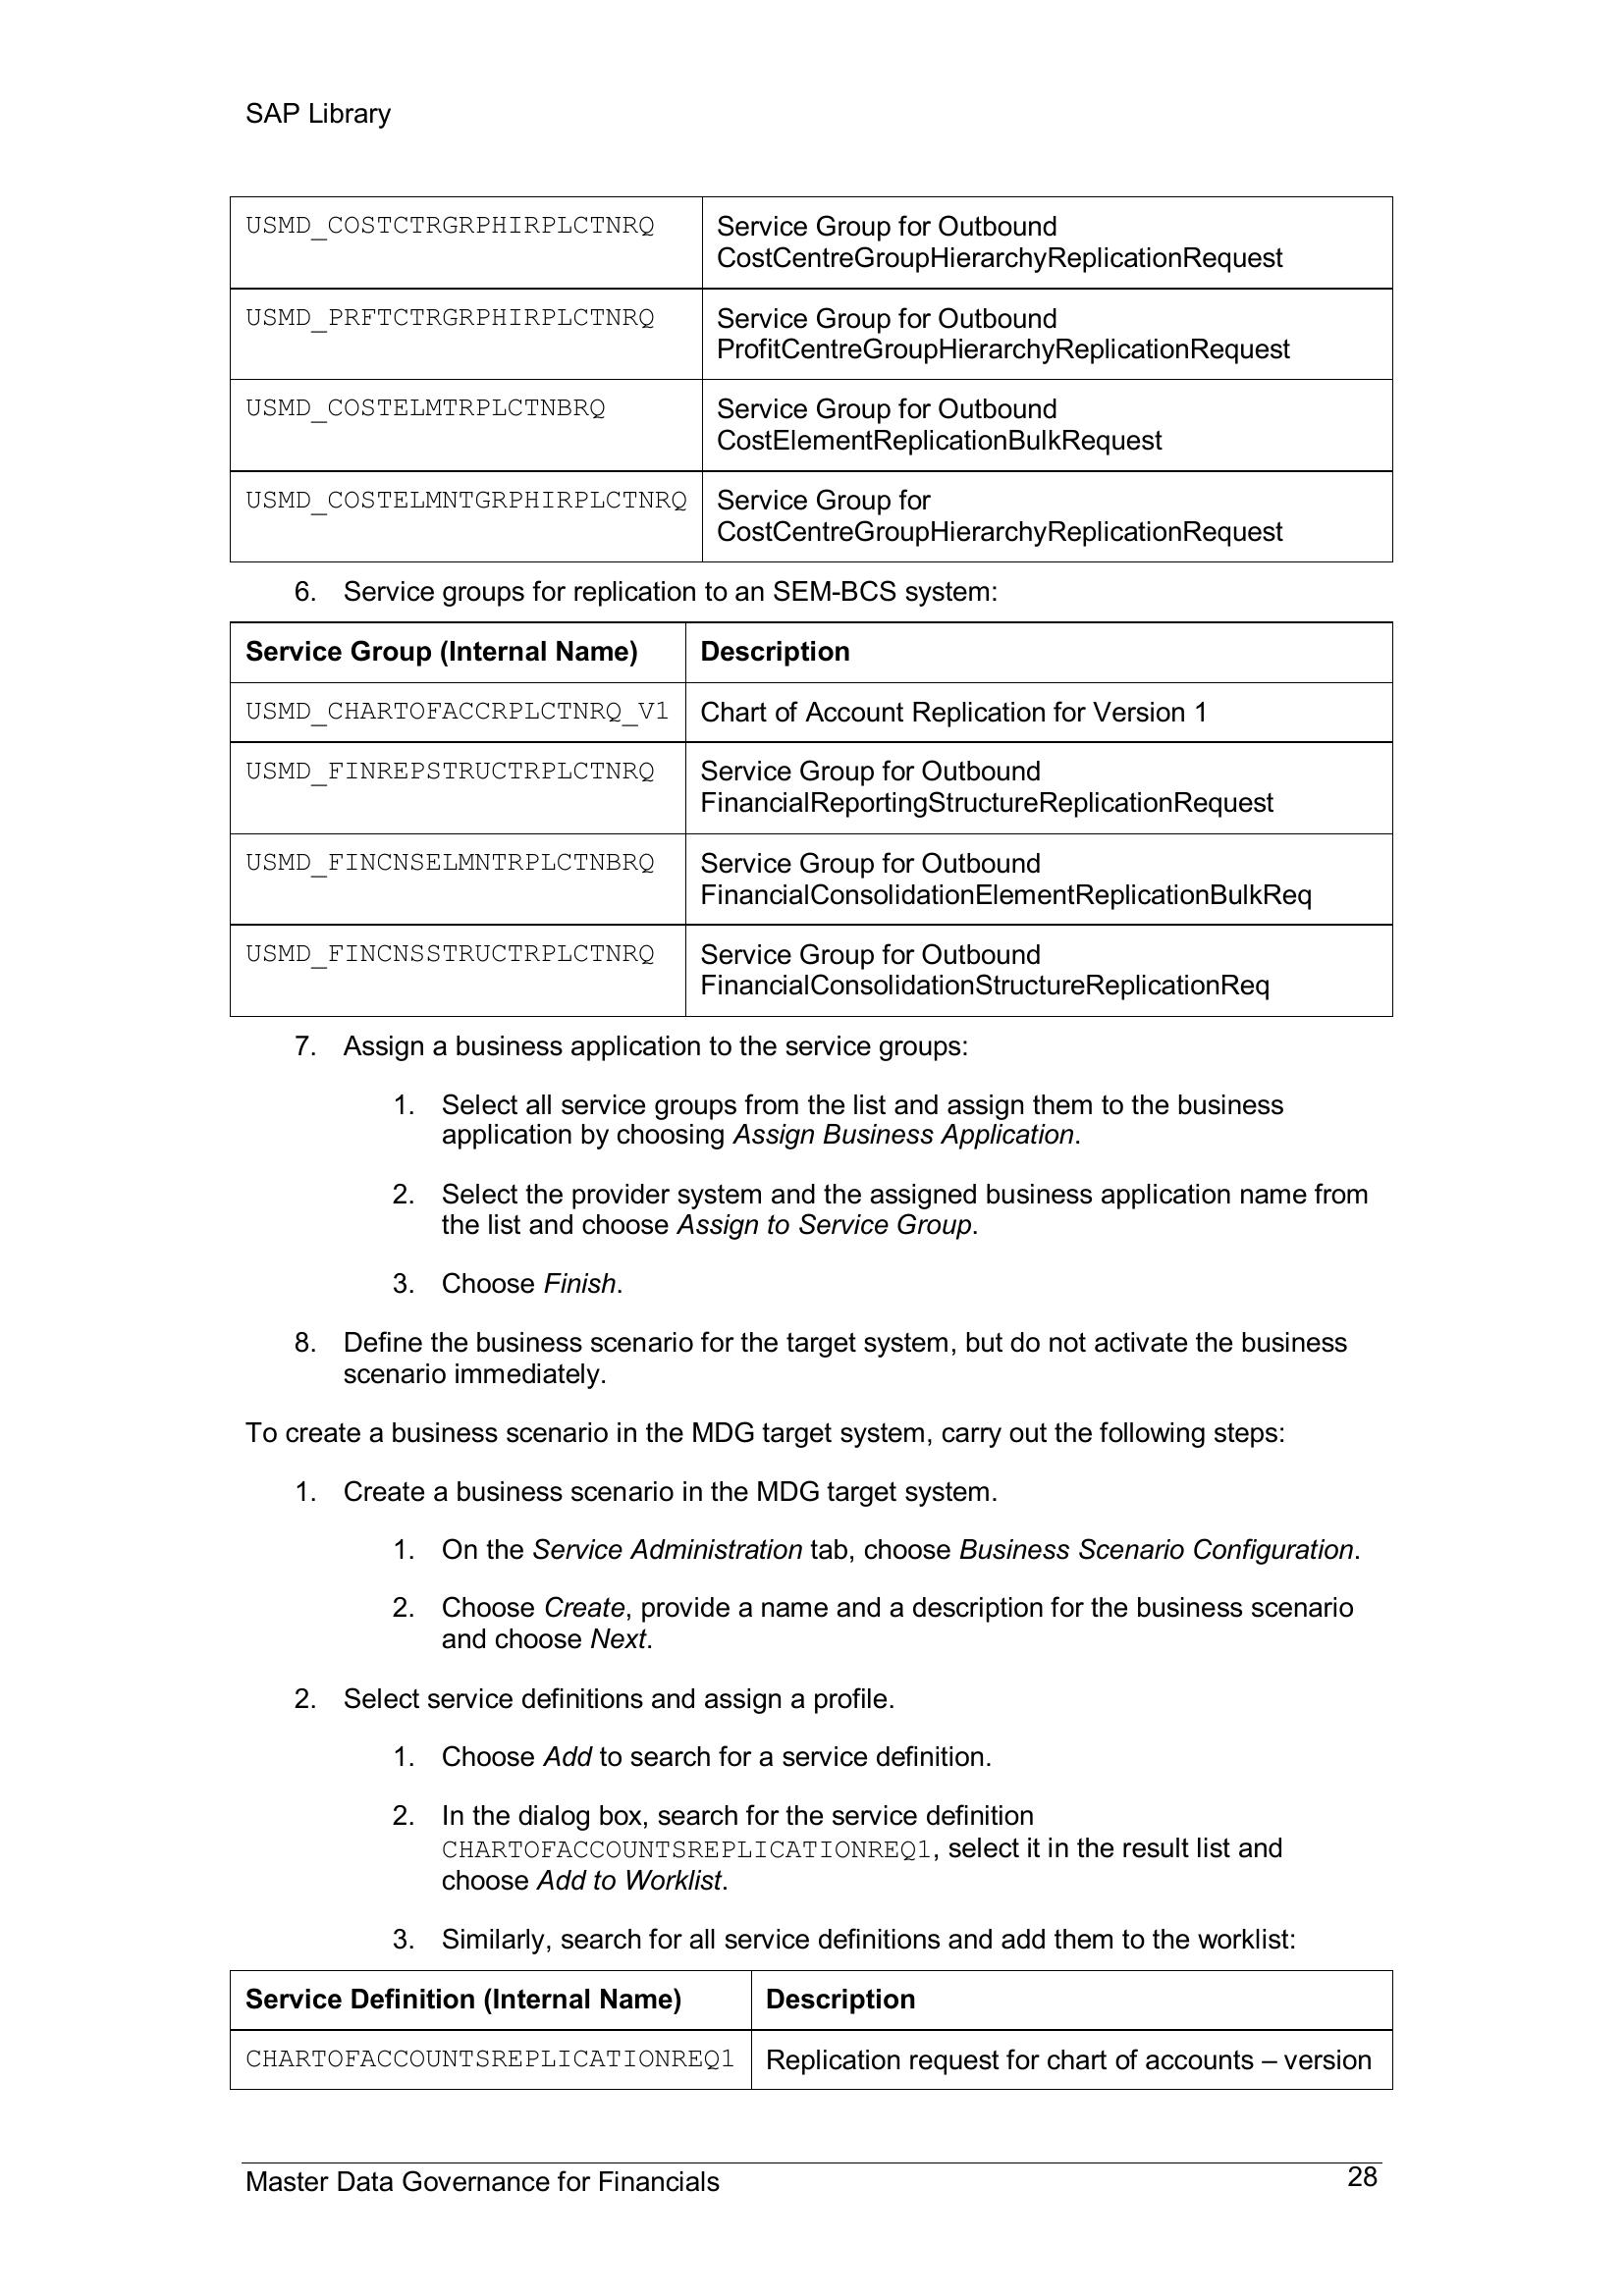 SAP Library
USMD_COSTCTRGRPHIRPLCTNRQ
Service Group for Outbound
CostCentreGroupHierarchyReplicationRequest
USMD_PRFTCTRGRPHIRPLCTNRQ
Service Group for Outbound
ProfitCentreGroupHierarchyReplicationRequest
USMD_COSTELMTRPLCTNBRQ
Service Group for Outbound
CostElementReplicationBulkRequest
USMD_COSTELMNTGRPHIRPLCTNRQ
Service Group for
CostCentreGroupHierarchyReplicationRequest
6. Service groups for replication to an SEM-BCS system:
Service Group (Internal Name) Description
USMD_CHARTOFACCRPLCTNRQ_V1 Chart of Account Replication for Version 1
USMD_FINREPSTRUCTRPLCTNRQ
Service Group for Outbound
FinancialReportingStructureReplicationRequest
USMD_FINCNSELMNTRPLCTNBRQ
Service Group for Outbound
FinancialConsolidationElementReplicationBulkReq
USMD_FINCNSSTRUCTRPLCTNRQ
Service Group for Outbound
FinancialConsolidationStructureReplicationReq
7. Assign a business application to the service groups:
1. Select all service groups from the list and assign them to the business
application by choosing Assign Business Application.
2. Select the provider system and the assigned business application name from
the list and choose Assign to Service Group.
3. Choose Finish.
8. Define the business scenario for the target system, but do not activate the business
scenario immediately.
To create a business scenario in the MDG target system, carry out the following steps:
1. Create a business scenario in the MDG target system.
1. On the Service Administration tab, choose Business Scenario Configuration.
2. Choose Create, provide a name and a description for the business scenario
and choose Next.
2. Select service definitions and assign a profile.
1. Choose Add to search for a service definition.
2. In the dialog box, search for the service definition
CHARTOFACCOUNTSREPLICATIONREQ1, select it in the result list and
choose Add to Worklist.
3. Similarly, search for all service definitions and add them to the worklist:
Service Definition (Internal Name) Description
CHARTOFACCOUNTSREPLICATIONREQ1 Replication request for chart of accounts – version
Master Data Governance for Financials 28